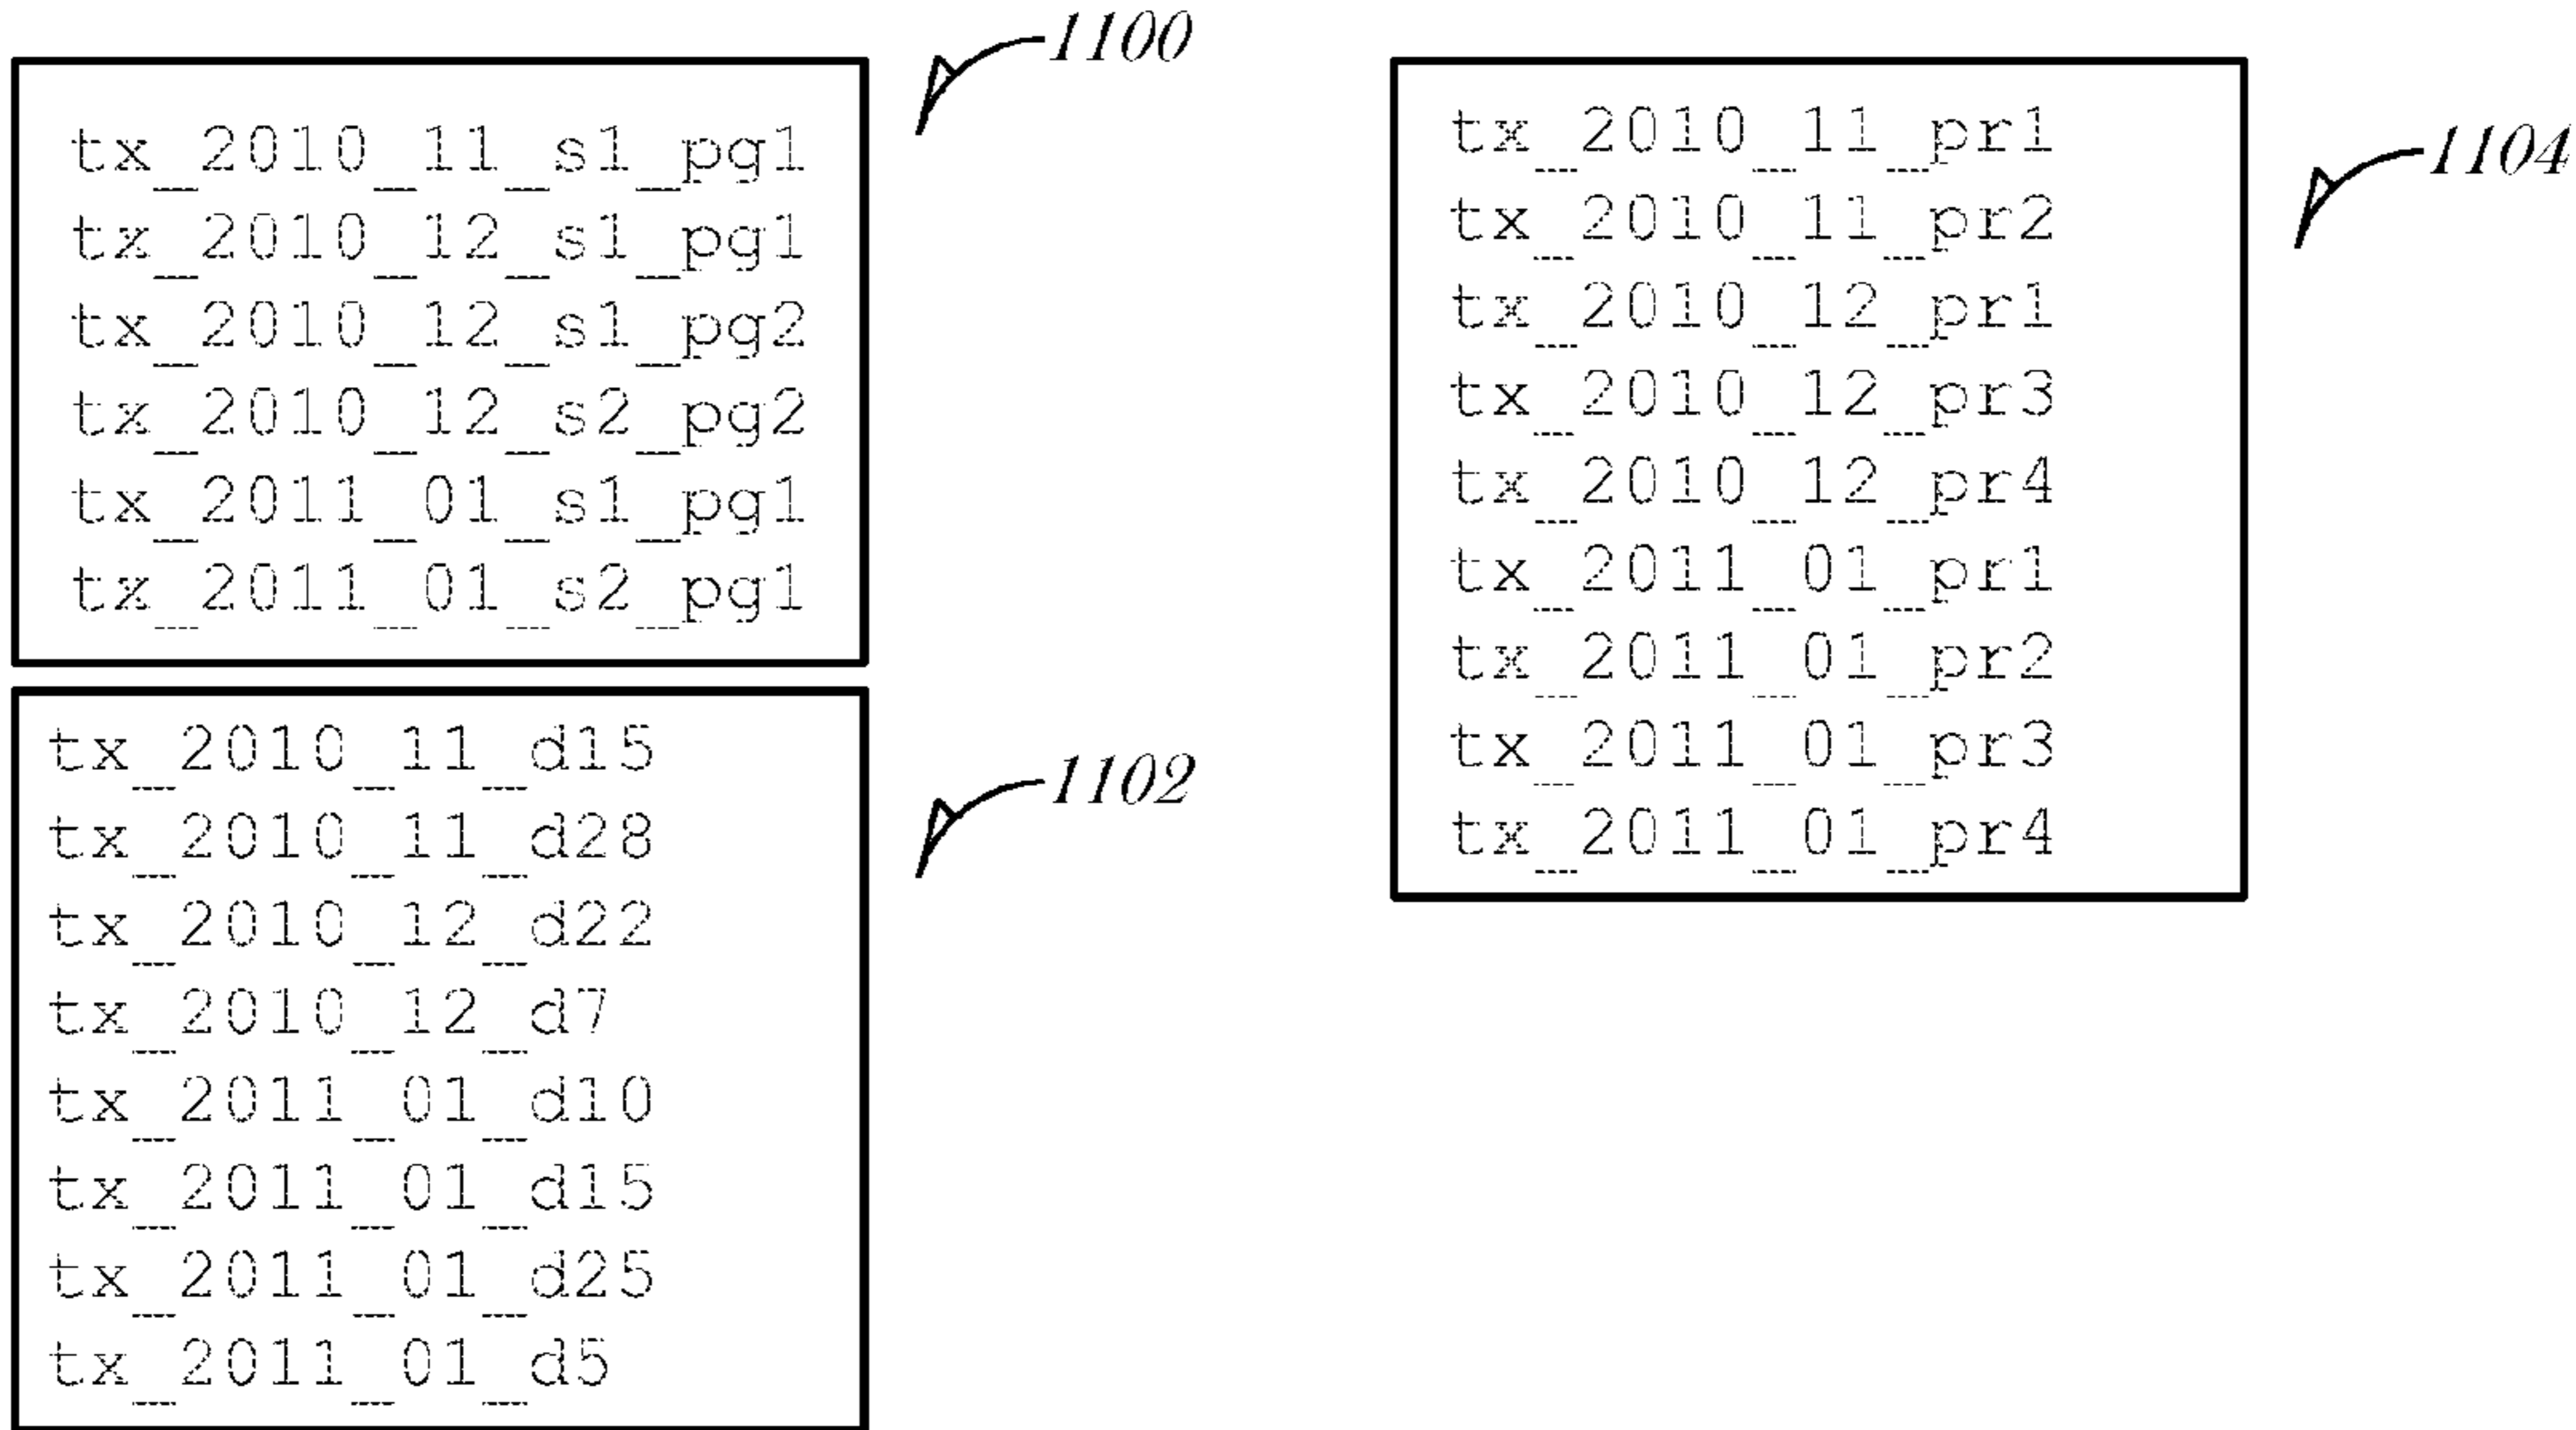 1100
tx_2010_11_s1_pg1
tx_2010_12_s1_pg1
tx_2010_12_s1_pg2
tx_2010_12_s2_pg2
tx_2011_01_s1_pg1
tx_2011_01_s2_pg1
1102
tx_2010_11_d15
tx_2010_11_d28
tx_2010_12_d22
tx_2010_12_d7
tx_2011_01_d10
tx_2011_01_d15
tx_2011_01_d25
tx_2011_01_d5
1104
tx_2010_11_pr1
tx_2010_11_pr2
tx_2010_12_pr1
tx_2010_12_pr3
tx_2010_12_pr4
tx_2011_01_pr1
tx_2011_01_pr2
tx_2011_01_pr3
tx_2011_01_pr4